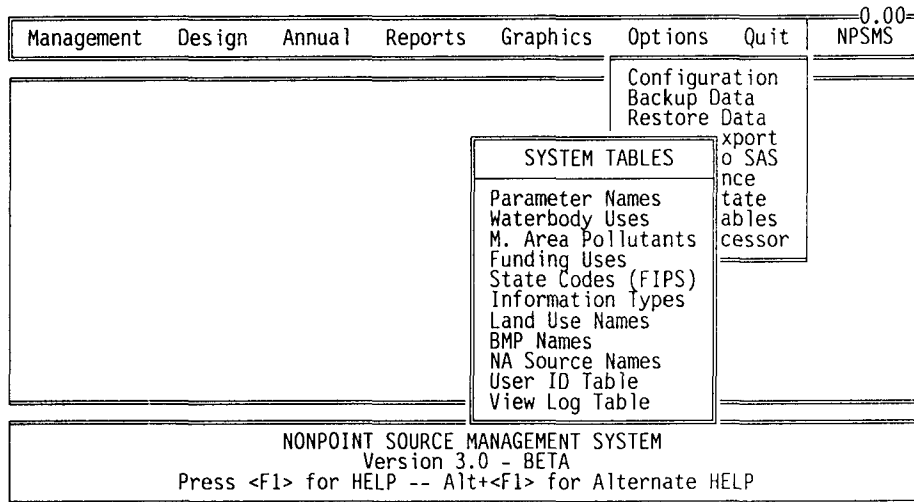 0.00
Management Design Annual Reports Graphics Options Quit NPSMS
Configuration
Backup Data
Restore Data
xport
o SAS
nce
tate
ables
cessor
SYSTEM TABLES
Parameter Names
Waterbody Uses
M. Area Pollutants
Funding Uses
State Codes (FIPS)
Information Types
Land Use Names
BMP Names
NA Source Names
User ID Table
View Log Table
NONPOINT SOURCE MANAGEMENT SYSTEM
Version 3.0 - BETA
Press <F1> for HELP -- Alt+<F1> for Alternate HELP